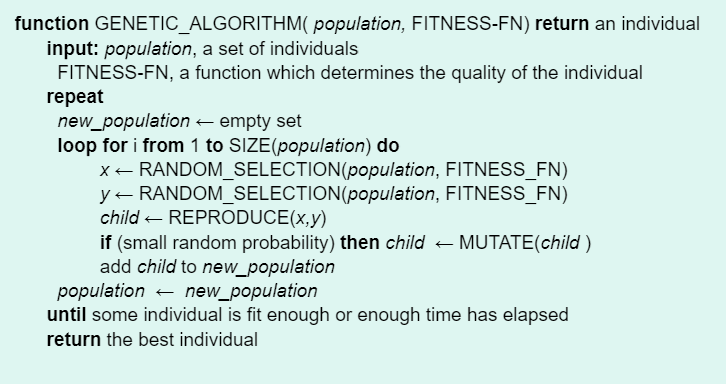 function GENETIC_ALGORITHM( population, FITNESS-FN) return an individual
input: population, a set of individuals
FITNESS-FN, a function which determines the quality of the individual
repeat
new_population ← empty set
loop for i from 1 to SIZE(population) do
x ← RANDOM_SELECTION(population, FITNESS_FN)
y ← RANDOM_SELECTION(population, FITNESS_FN)
child ← REPRODUCE(x,y)
if (small random probability) then child ← MUTATE(child )
add child to new_population
population ← new_population
until some individual is fit enough or enough time has elapsed
return the best individual